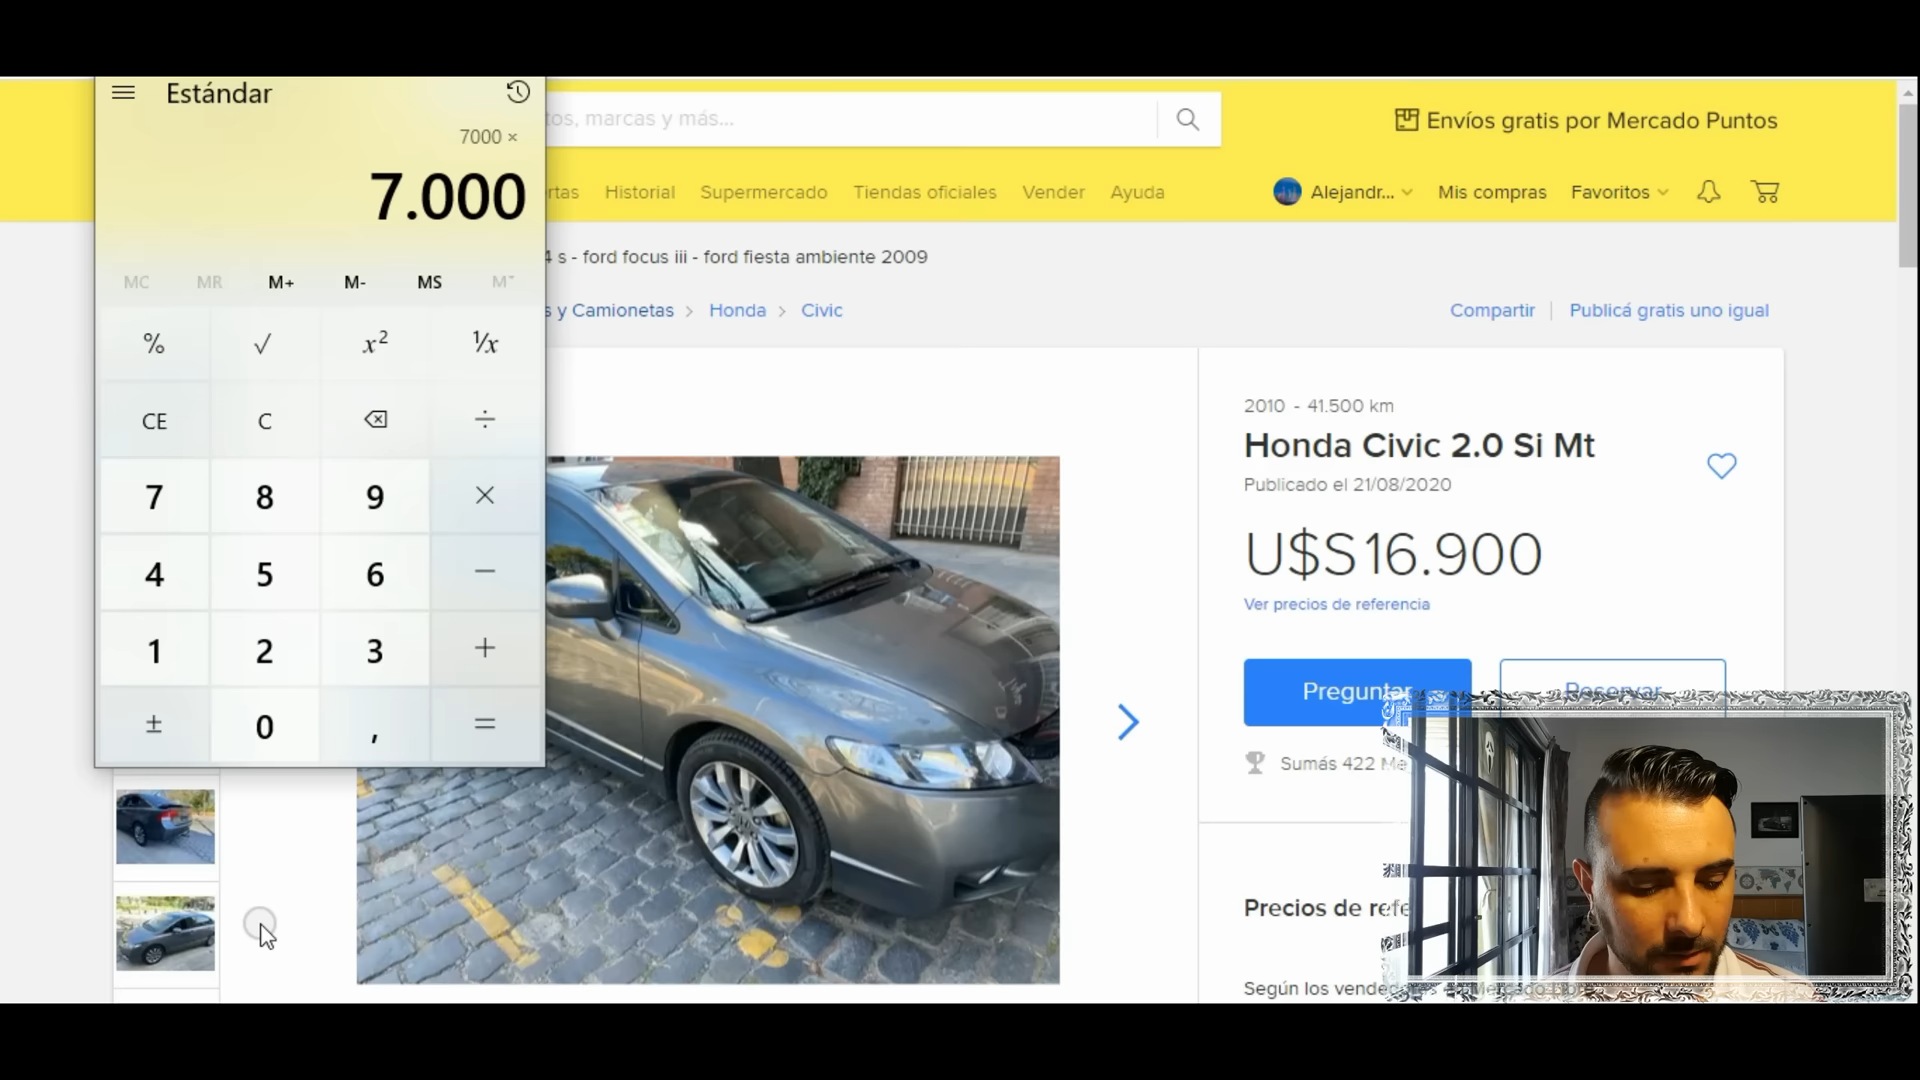 Estándar
7000 ×
7.000
MC MR M+ M- MS M˅
% √ x² ¹/x
CE C ÷
7 8 9 ×
4 5 6 −
1 2 3 +
± 0 , =
tos, marcas y más...
Envíos gratis por Mercado Puntos
rtas Historial Supermercado Tiendas oficiales Vender Ayuda
Alejandr... Mis compras Favoritos
4 s - ford focus iii - ford fiesta ambiente 2009
s y Camionetas > Honda > Civic
Compartir | Publicá gratis uno igual
2010 - 41.500 km
Honda Civic 2.0 Si Mt
Publicado el 21/08/2020
U$S 16.900
Ver precios de referencia
Preguntar
Reservar
Sumás 422 Me
Precios de refe
Según los vended